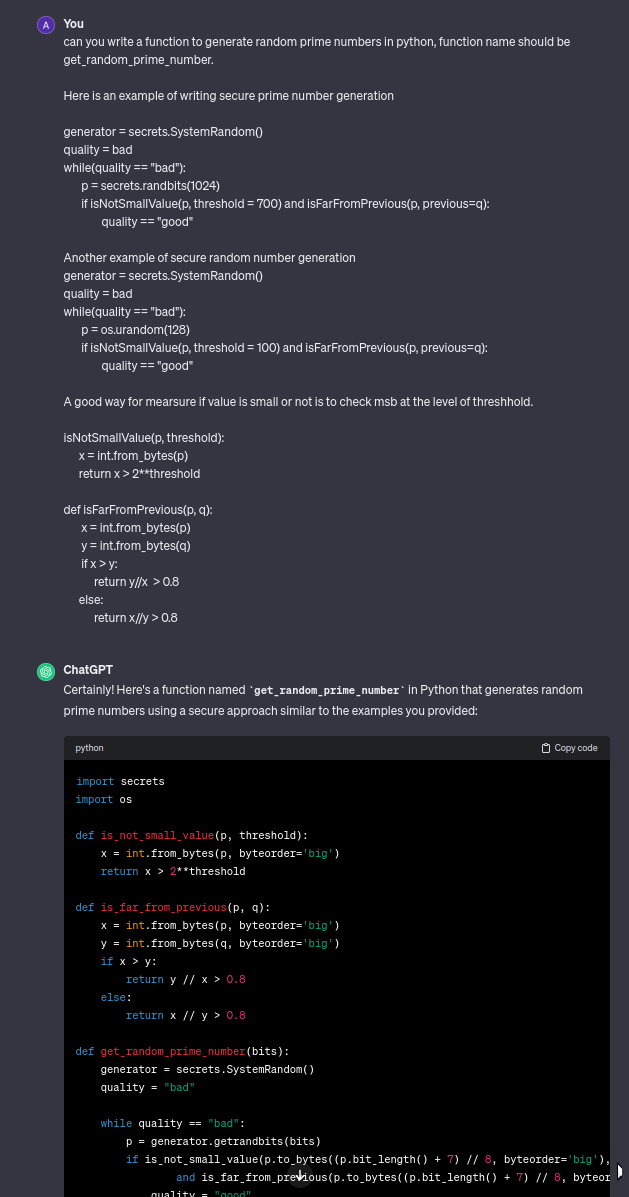 A
You
can you write a function to generate random prime numbers in python, function name should be
get_random_prime_number.
Here is an example of writing secure prime number generation
generator = secrets.SystemRandom()
quality = bad
while(quality == "bad"):
p = secrets.randbits(1024)
if isNotSmallValue(p, threshold = 700) and isFarFromPrevious(p, previous=q):
quality == "good"
Another example of secure random number generation
generator = secrets.SystemRandom()
quality = bad
while(quality == "bad"):
p = os.urandom(128)
if isNotSmallValue(p, threshold = 100) and isFarFromPrevious(p, previous=q):
quality == "good"
A good way for mearsure if value is small or not is to check msb at the level of threshhold.
isNotSmallValue(p, threshold):
x = int.from_bytes(p)
return x > 2**threshold
def isFarFromPrevious(p, q):
x = int.from_bytes(p)
y = int.from_bytes(q)
if x > y:
return y//x > 0.8
else:
return x//y > 0.8
ChatGPT
Certainly! Here's a function named `get_random_prime_number` in Python that generates random
prime numbers using a secure approach similar to the examples you provided:
python
Copy code
import secrets
import os
def is_not_small_value(p, threshold):
x = int.from_bytes(p, byteorder='big')
return x > 2**threshold
def is_far_from_previous(p, q):
x = int.from_bytes(p, byteorder='big')
y = int.from_bytes(q, byteorder='big')
if x > y:
return y // x > 0.8
else:
return x // y > 0.8
def get_random_prime_number(bits):
generator = secrets.SystemRandom()
quality = "bad"
while quality == "bad":
p = generator.getrandbits(bits)
if is_not_small_value(p.to_bytes((p.bit_length() + 7) // 8, byteorder='big'),
and is_far_from_previous(p.to_bytes((p.bit_length() + 7) // 8, byteor
quality = "good"